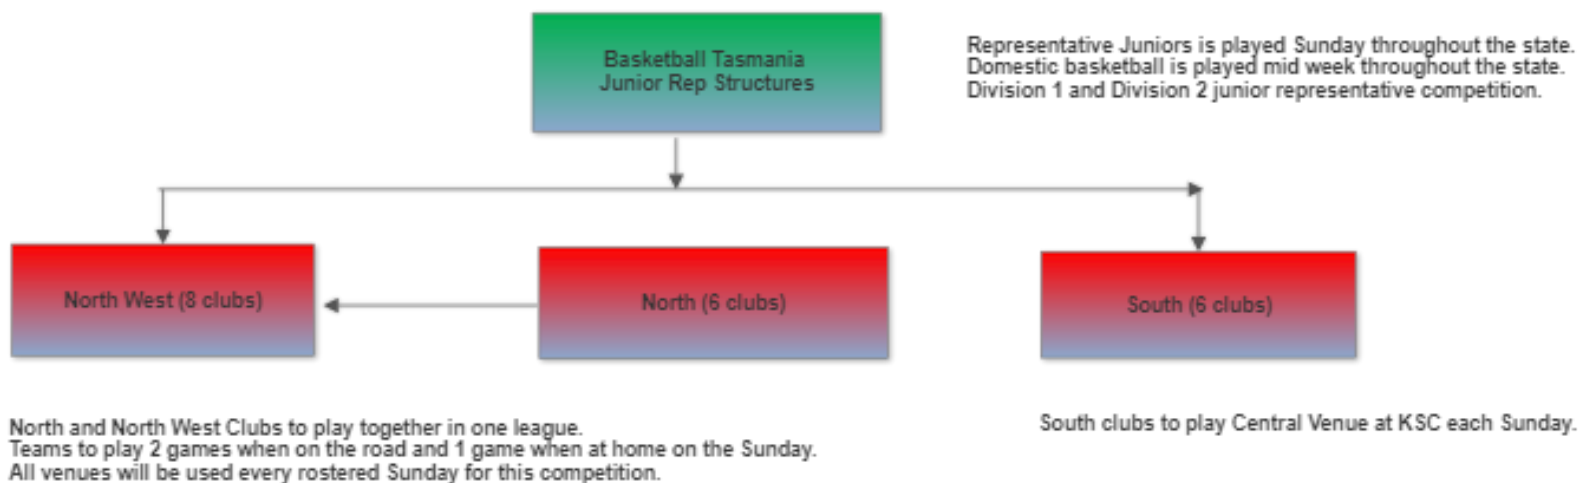 Basketball Tasmania
Junior Rep Structures
Representative Juniors is played Sunday throughout the state.
Domestic basketball is played mid week throughout the state.
Division 1 and Division 2 junior representative competition.
North West (8 clubs)
North (6 clubs)
South (6 clubs)
North and North West Clubs to play together in one league.
Teams to play 2 games when on the road and 1 game when at home on the Sunday.
All venues will be used every rostered Sunday for this competition.
South clubs to play Central Venue at KSC each Sunday.